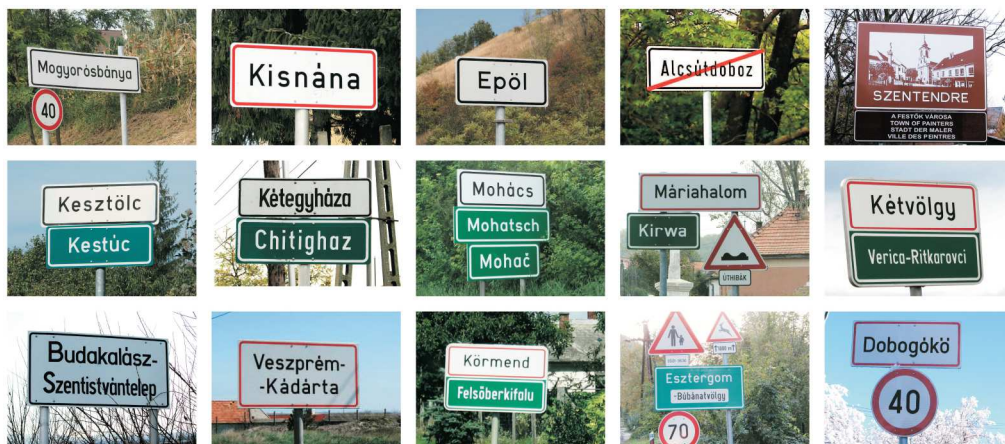 Mogyorósbánya
40
Kisnána
Epöl
Alcsútdoboz
SZENTENDRE
A FESTŐK VÁROSA
TOWN OF PAINTERS
STADT DER MALER
VILLE DES PEINTRES
Kesztölc
Kestúc
Kétegyháza
Chitighaz
Mohács
Mohatsch
Mohač
Máriahalom
Kirwa
ÚTHIBÁK
Kétvölgy
Verica-Ritkarovci
Budakalász-
Szentistvántelep
Veszprém-
-Kádárta
Körmend
Felsőberkifalu
Esztergom
-Búbánatvölgy
70
Dobogókő
40